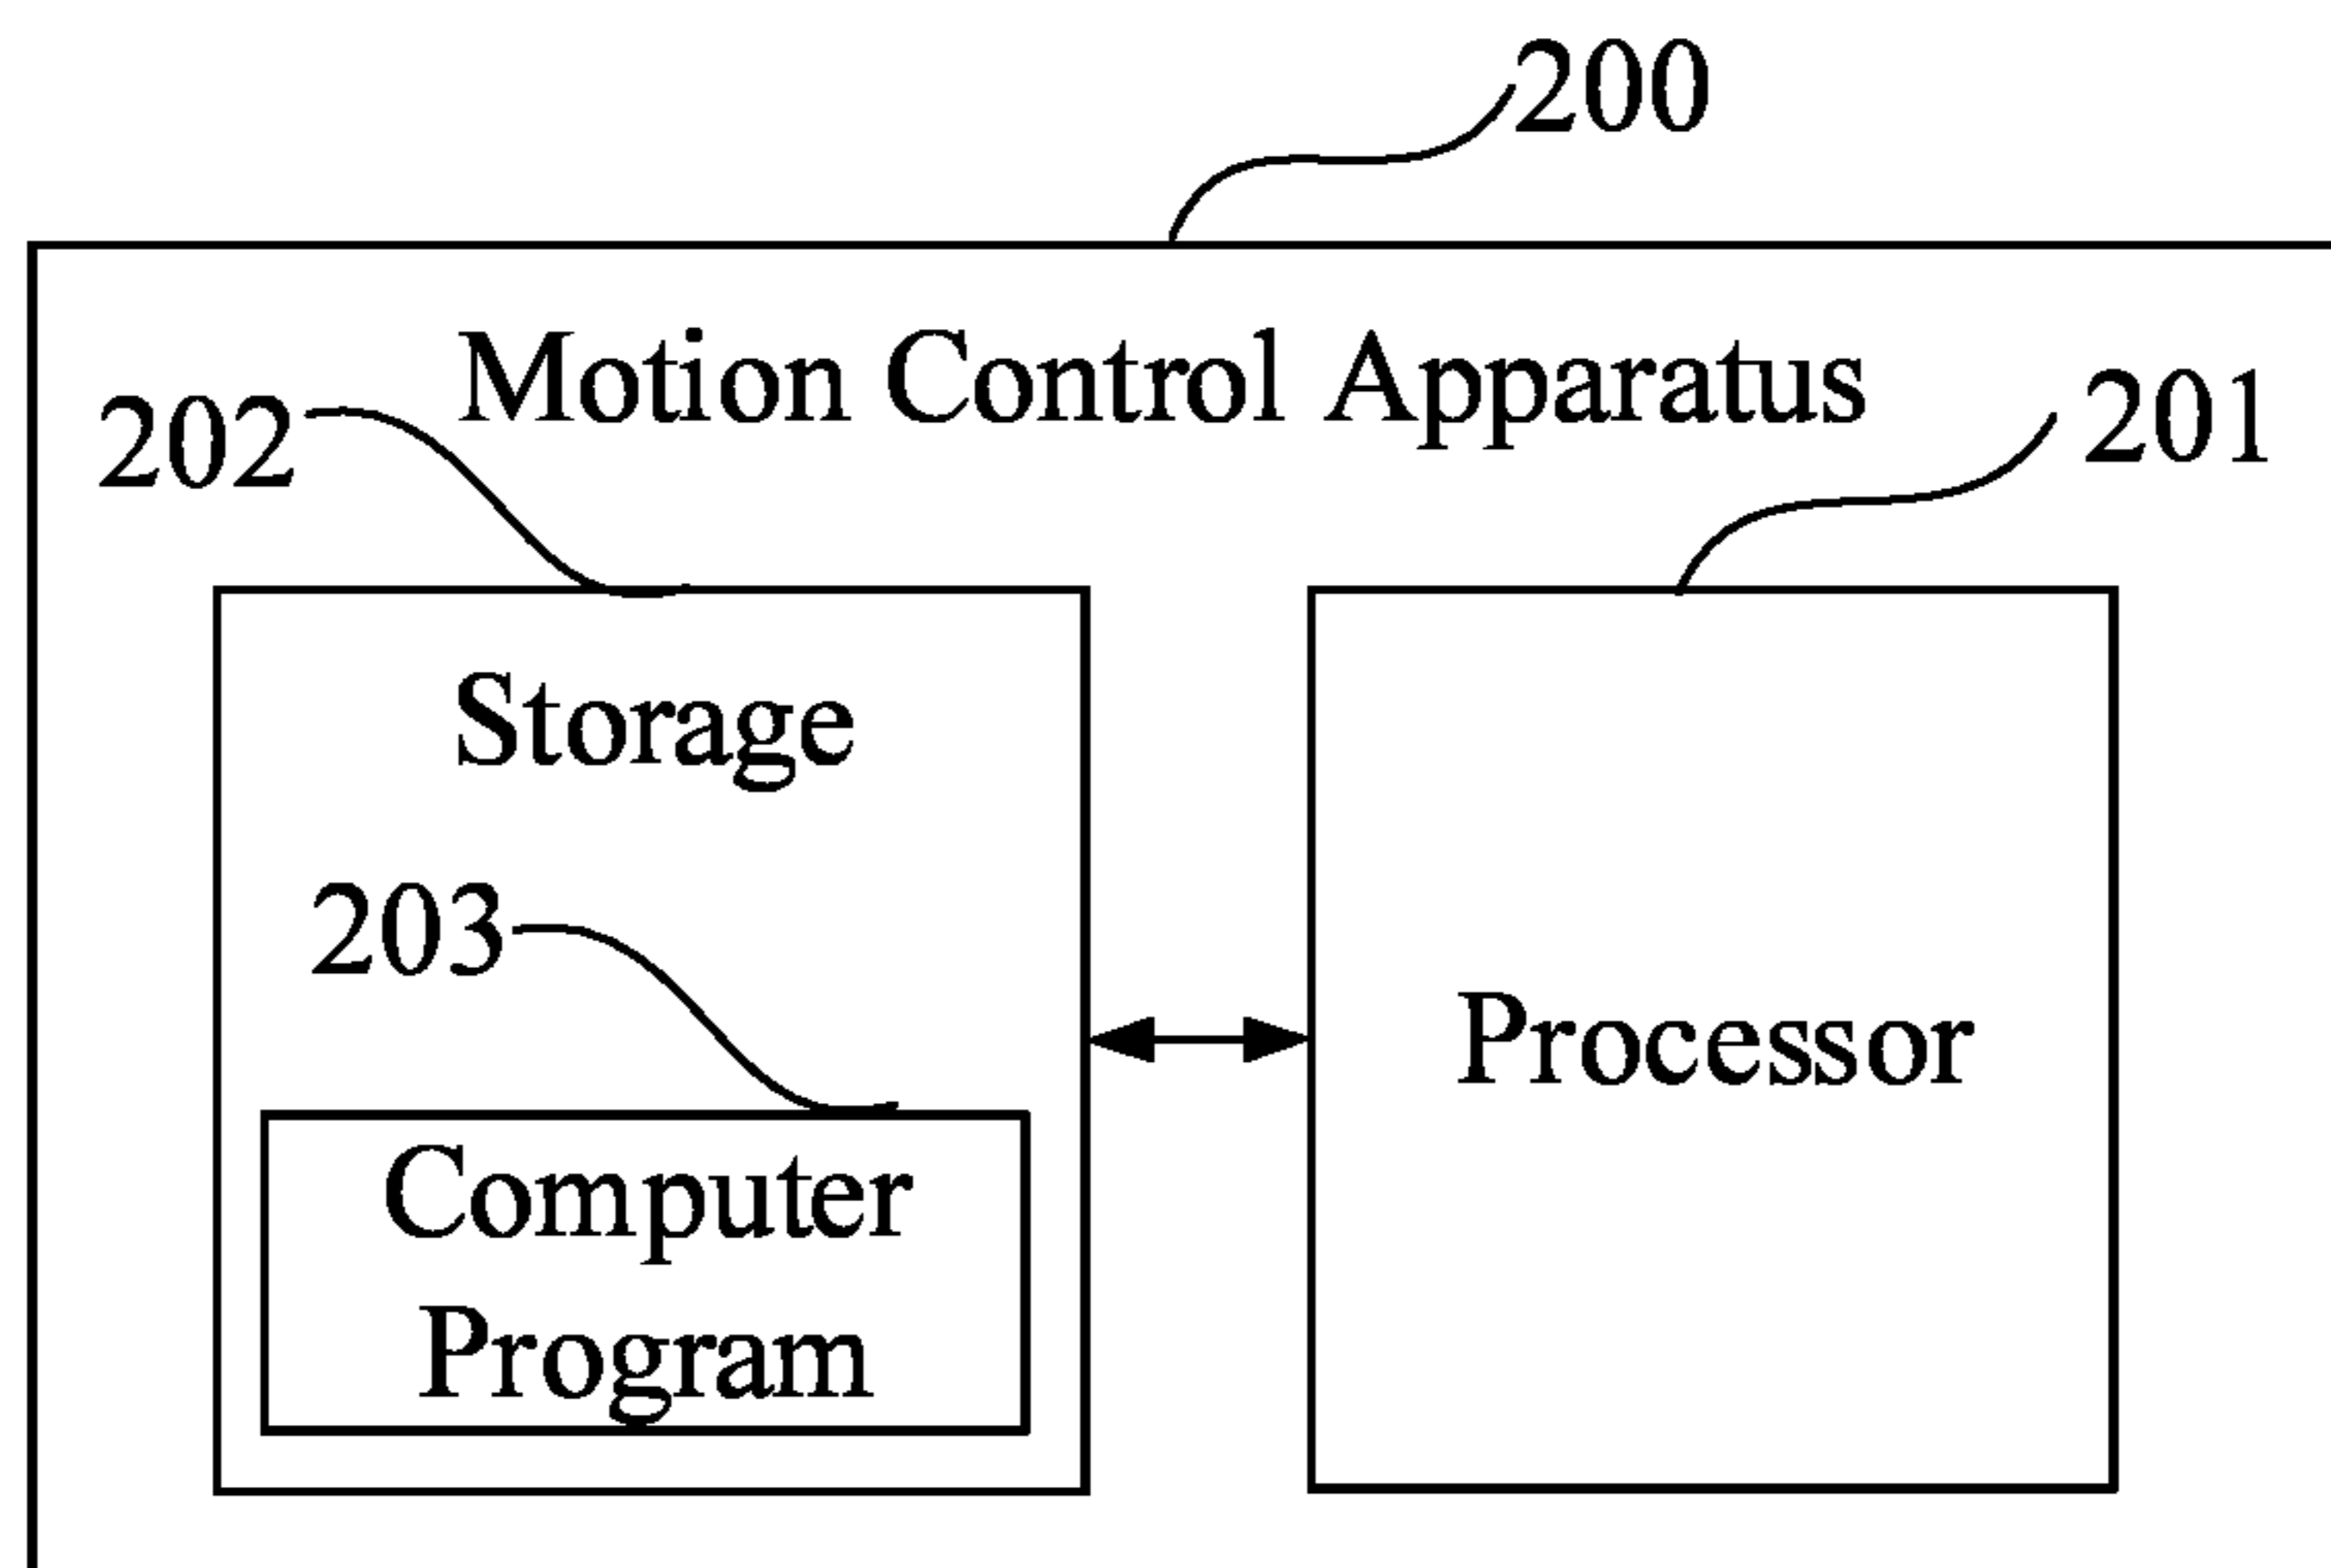 200
Motion Control Apparatus
202
201
Storage
203
Processor
Computer
Program